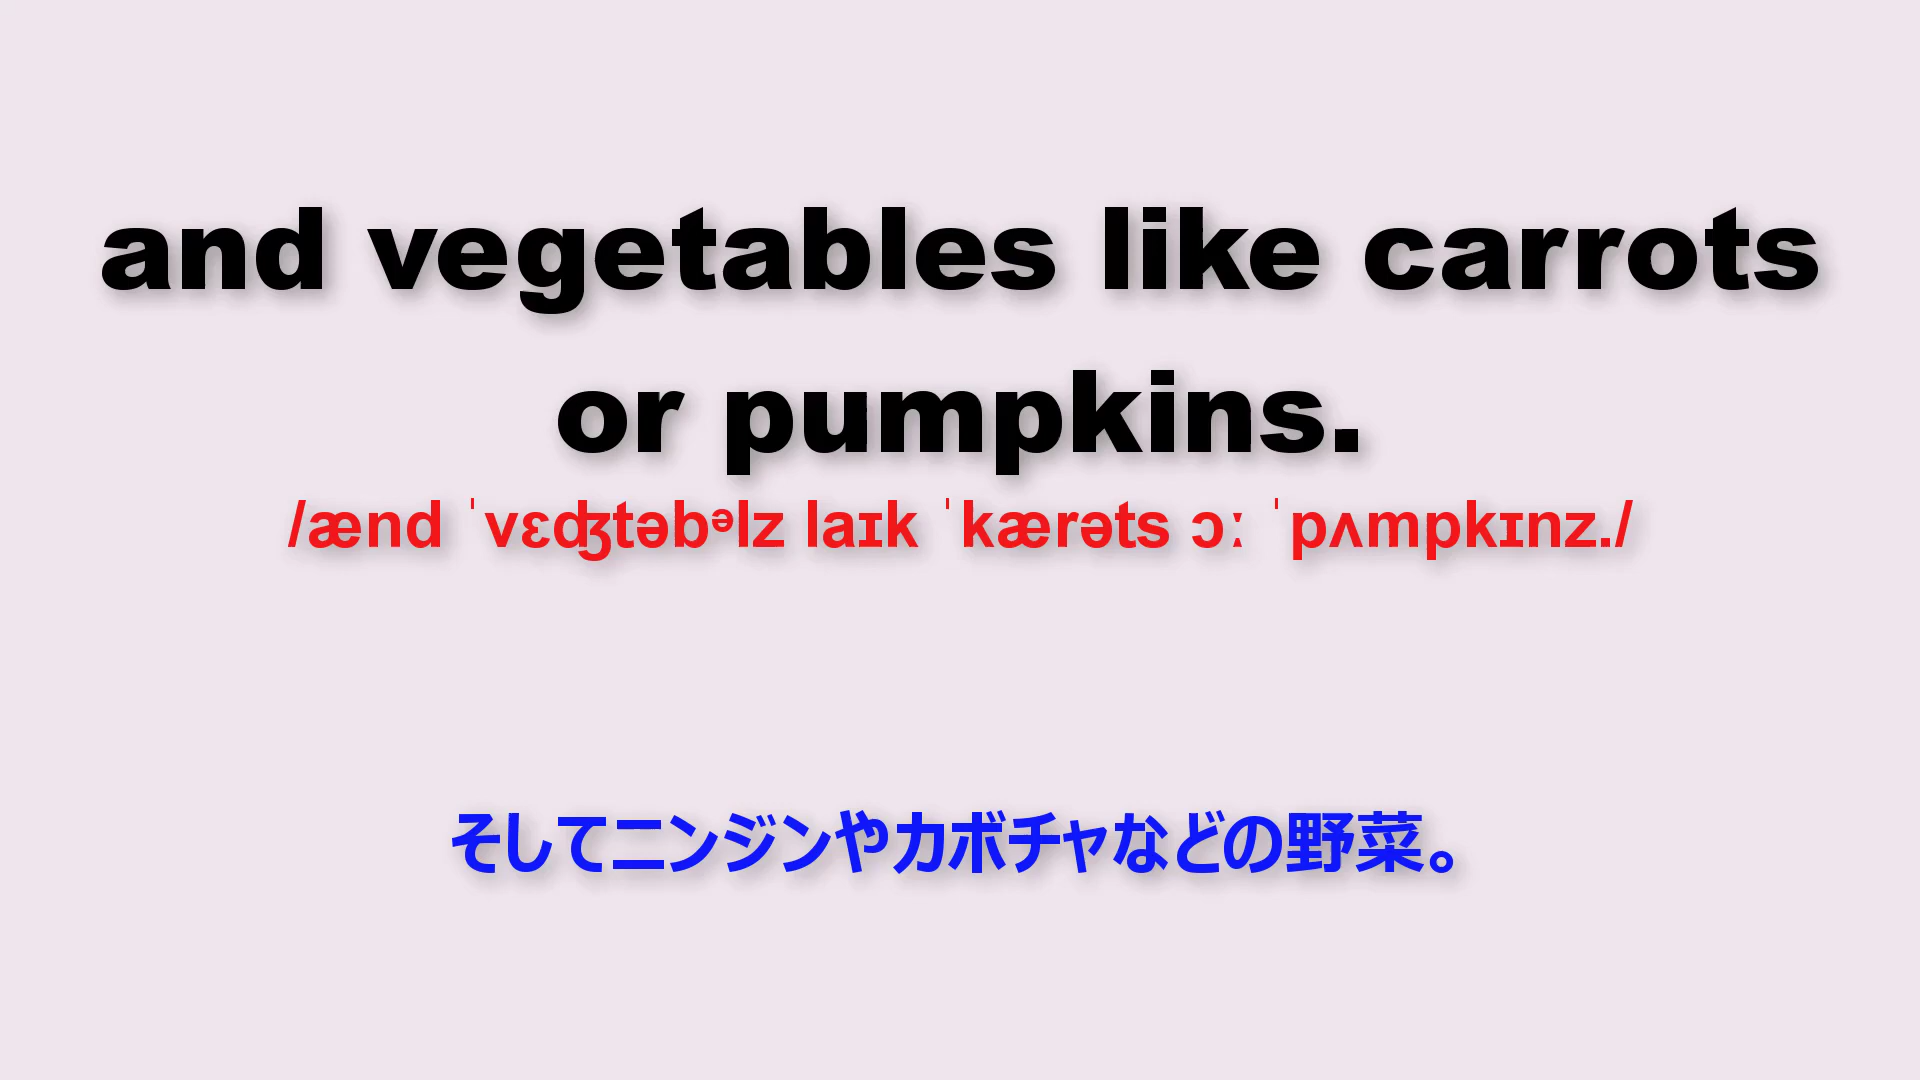 and vegetables like carrots
or pumpkins.
/ænd ˈvɛʤtəbᵊlz laɪk ˈkærəts ɔː ˈpʌmpkɪnz./
そしてニンジンやカボチャなどの野菜。